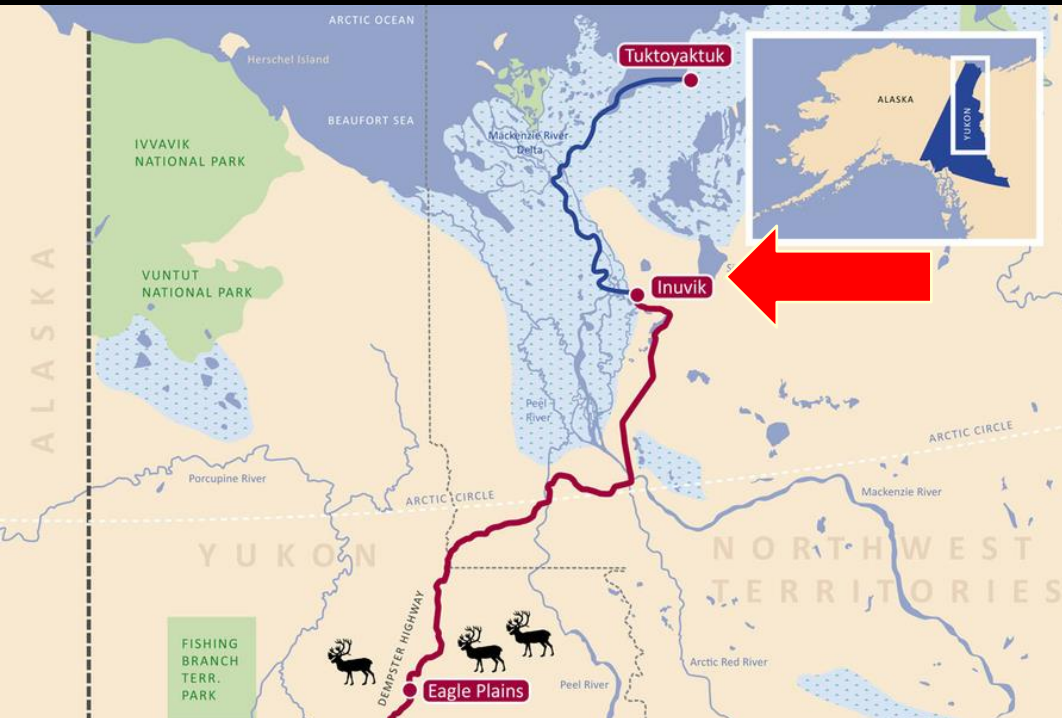 ARCTIC OCEAN
Herschel Island
Tuktoyaktuk
ALASKA
YUKON
BEAUFORT SEA
Mackenzie River
Delta
IVVAVIK
NATIONAL PARK
VUNTUT
NATIONAL PARK
Inuvik
ALASKA
Peel
River
ARCTIC CIRCLE
Porcupine River
ARCTIC CIRCLE
Mackenzie River
YUKON
NORTHWEST
TERRITORIES
DEMPSTER HIGHWAY
FISHING
BRANCH
TERR.
PARK
Arctic Red River
Peel River
Eagle Plains